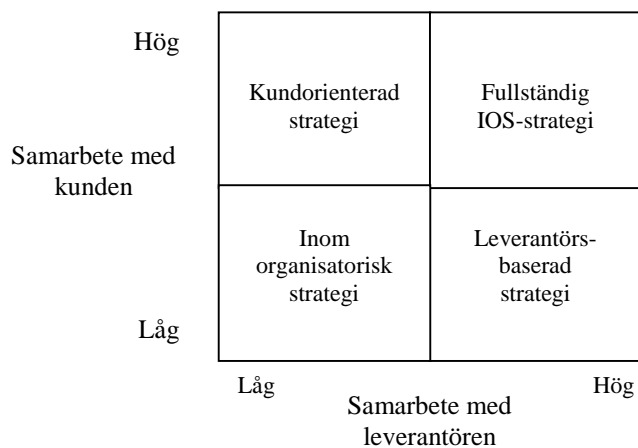 Hög
Kundorienterad
strategi
Fullständig
IOS-strategi
Samarbete med
kunden
Inom
organisatorisk
strategi
Leverantörs-
baserad
strategi
Låg
Låg
Hög
Samarbete med
leverantören